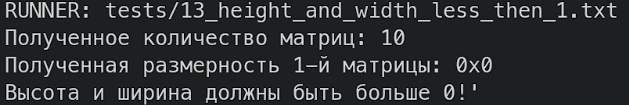 RUNNER: tests/13_height_and_width_less_then_1.txt
Полученное количество матриц: 10
Полученная размерность 1-й матрицы: 0x0
Высота и ширина должны быть больше 0!'